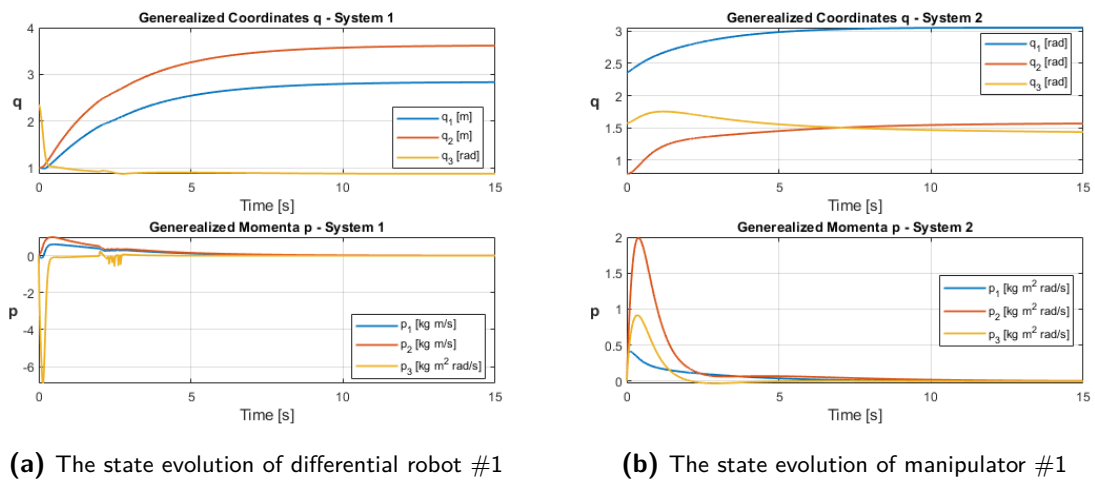 Generealized Coordinates q - System 1
4
3
2
1
q
q1 [m]
q2 [m]
q3 [rad]
0 5 10 15
Time [s]
Generealized Momenta p - System 1
0
-2
-4
-6
p
p1 [kg m/s]
p2 [kg m/s]
p3 [kg m² rad/s]
0 5 10 15
Time [s]
(a) The state evolution of differential robot #1
Generealized Coordinates q - System 2
3
2.5
2
1.5
1
q
q1 [rad]
q2 [rad]
q3 [rad]
0 5 10 15
Time [s]
Generealized Momenta p - System 2
2
1.5
1
0.5
0
p
p1 [kg m² rad/s]
p2 [kg m² rad/s]
p3 [kg m² rad/s]
0 5 10 15
Time [s]
(b) The state evolution of manipulator #1